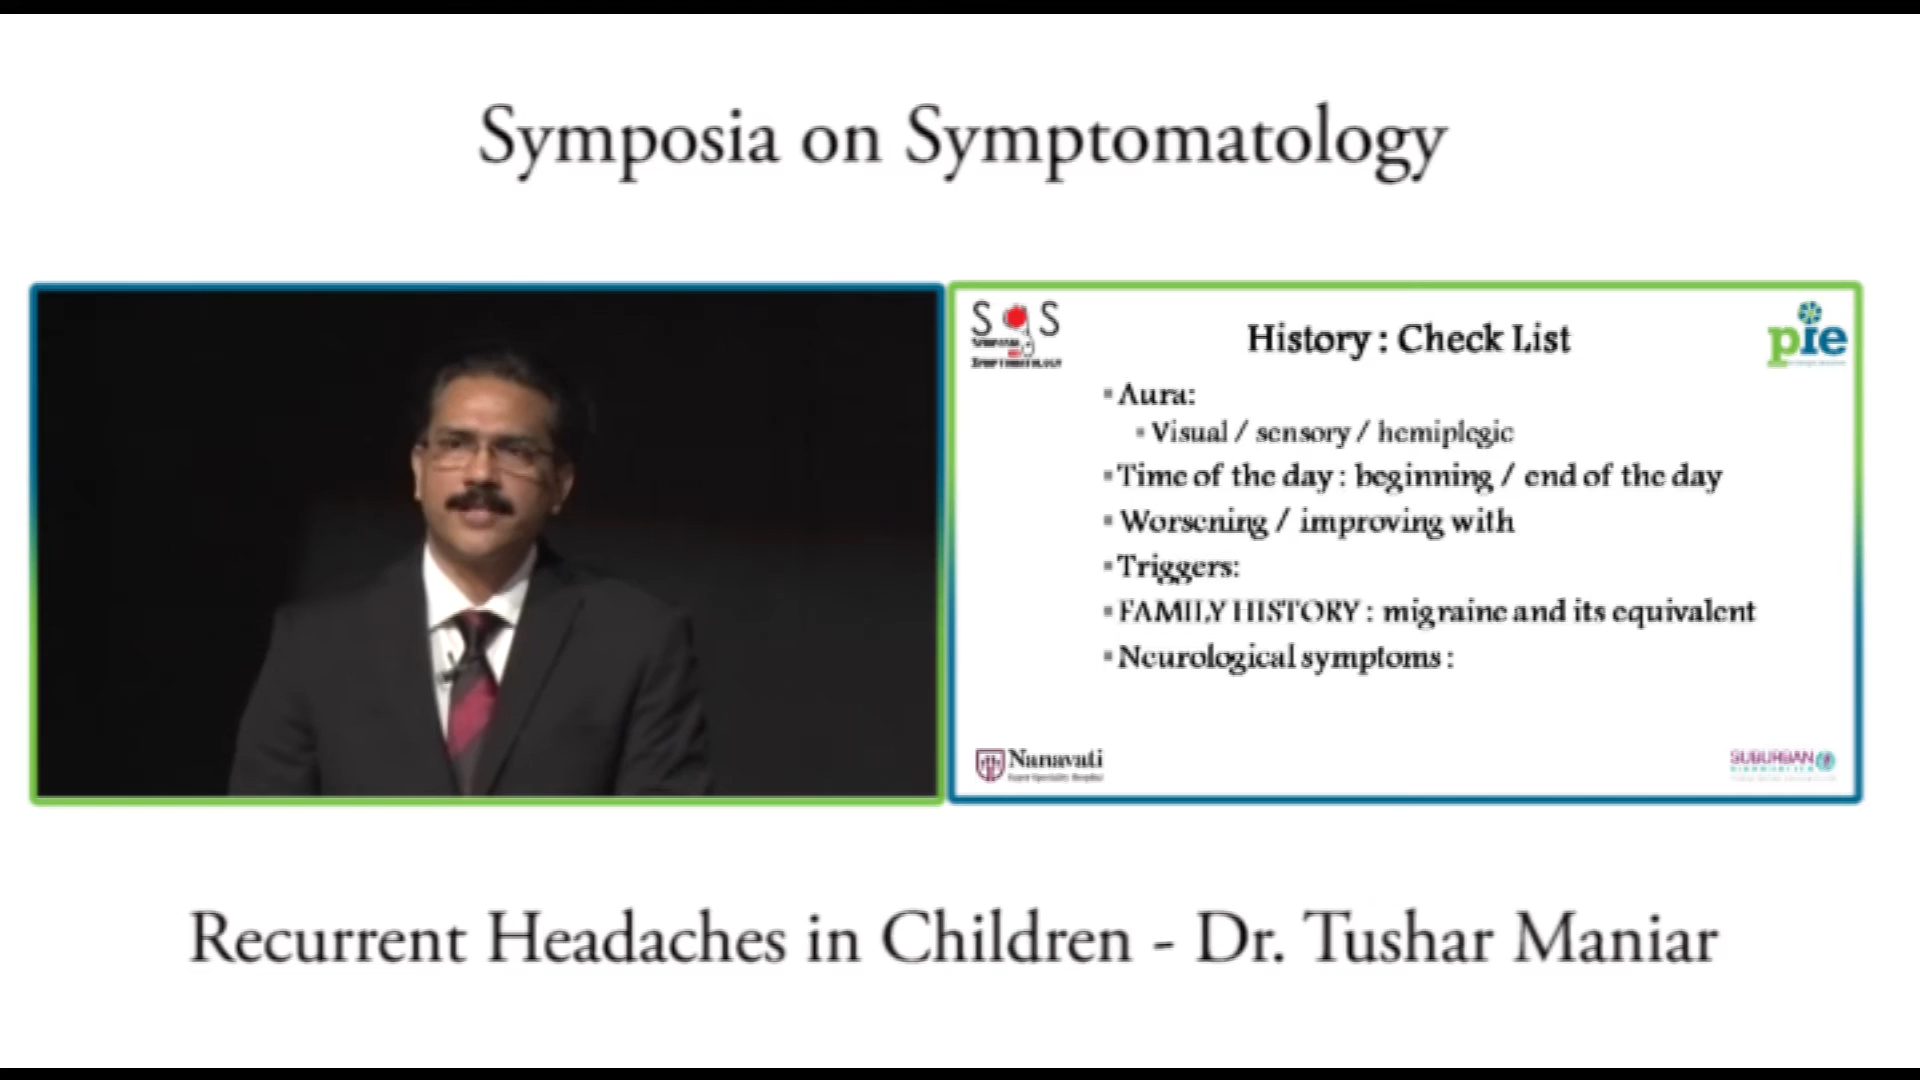 Symposia on Symptomatology
S S
SYMPTOMATOLOGY
pie
History : Check List
Aura:
Visual / sensory / hemiplegic
Time of the day : beginning / end of the day
Worsening / improving with
Triggers:
FAMILY HISTORY : migraine and its equivalent
Neurological symptoms :
Nanavati
Super Speciality Hospital
SUBURBAN
DIAGNOSTICS
Recurrent Headaches in Children - Dr. Tushar Maniar